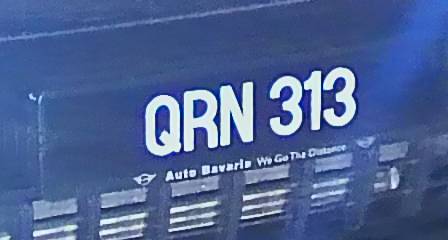 QRN 313
Auto Bavaria We Go The Distance